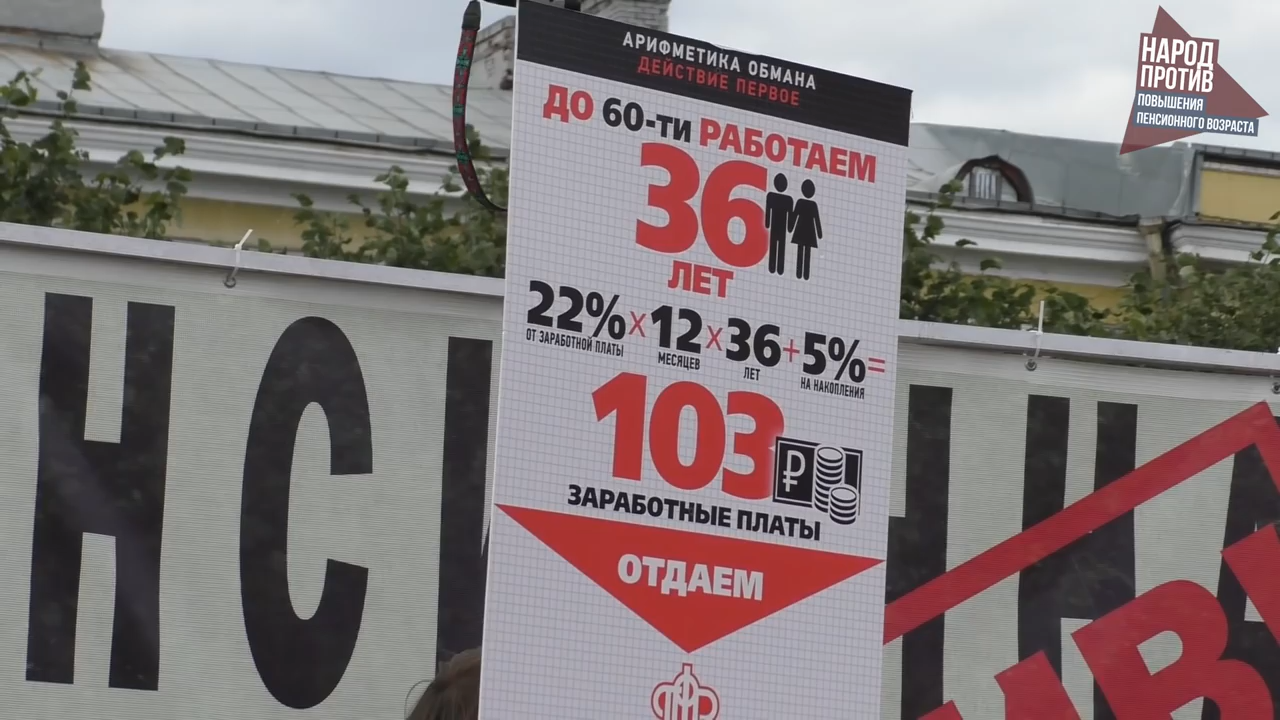 АРИФМЕТИКА ОБМАНА
ДЕЙСТВИЕ ПЕРВОЕ
ДО 60-ТИ РАБОТАЕМ
36
ЛЕТ
22% х 12 х 36 + 5% =
ОТ ЗАРАБОТНОЙ ПЛАТЫ МЕСЯЦЕВ ЛЕТ НА НАКОПЛЕНИЯ
103
ЗАРАБОТНЫЕ ПЛАТЫ
ОТДАЕМ
НАРОД
ПРОТИВ
ПОВЫШЕНИЯ
ПЕНСИОННОГО ВОЗРАСТА
НС